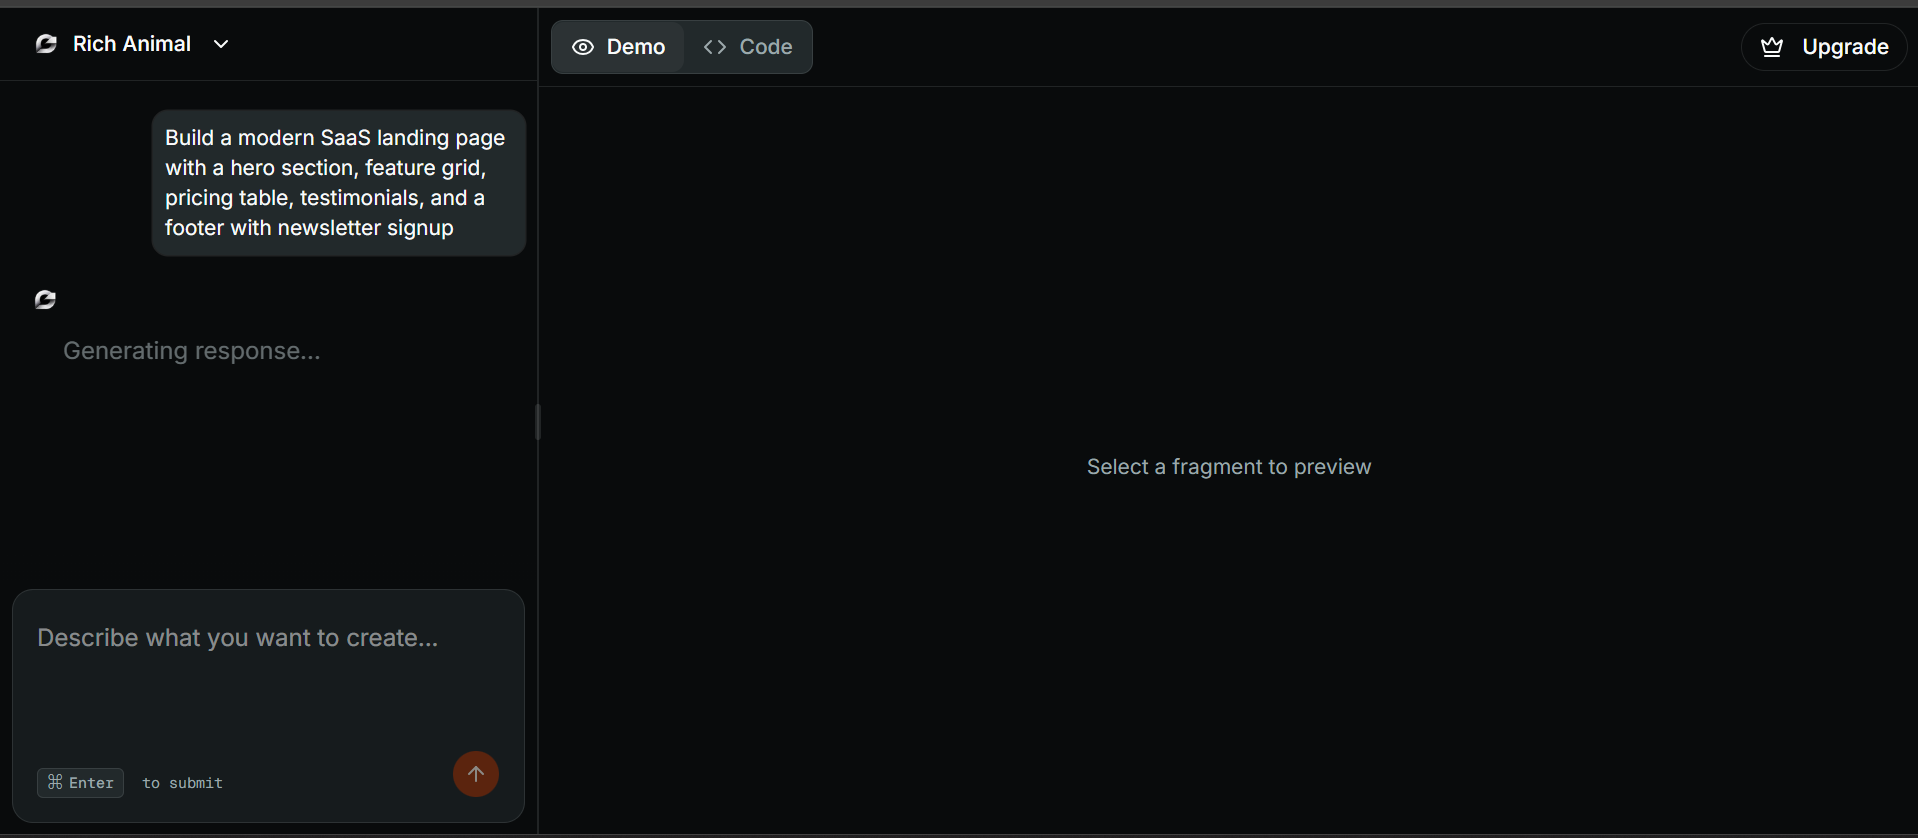 Rich Animal
Demo
Code
Upgrade
Build a modern SaaS landing page
with a hero section, feature grid,
pricing table, testimonials, and a
footer with newsletter signup
Generating response...
Select a fragment to preview
Describe what you want to create...
⌘ Enter to submit